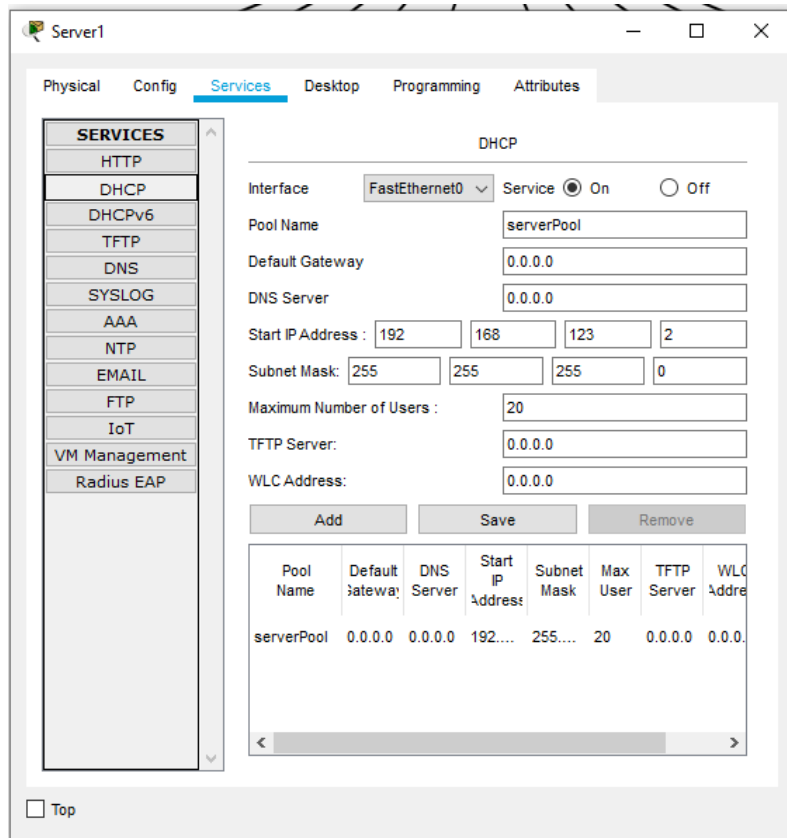 Server1
Physical Config Services Desktop Programming Attributes
SERVICES
HTTP
DHCP
DHCPv6
TFTP
DNS
SYSLOG
AAA
NTP
EMAIL
FTP
IoT
VM Management
Radius EAP
DHCP
Interface FastEthernet0 Service On Off
Pool Name serverPool
Default Gateway 0.0.0.0
DNS Server 0.0.0.0
Start IP Address : 192 168 123 2
Subnet Mask: 255 255 255 0
Maximum Number of Users : 20
TFTP Server: 0.0.0.0
WLC Address: 0.0.0.0
Add Save Remove
Pool Name Default Gateway DNS Server Start IP Address Subnet Mask Max User TFTP Server WLC Addre
serverPool 0.0.0.0 0.0.0.0 192.... 255.... 20 0.0.0.0 0.0.0.
Top